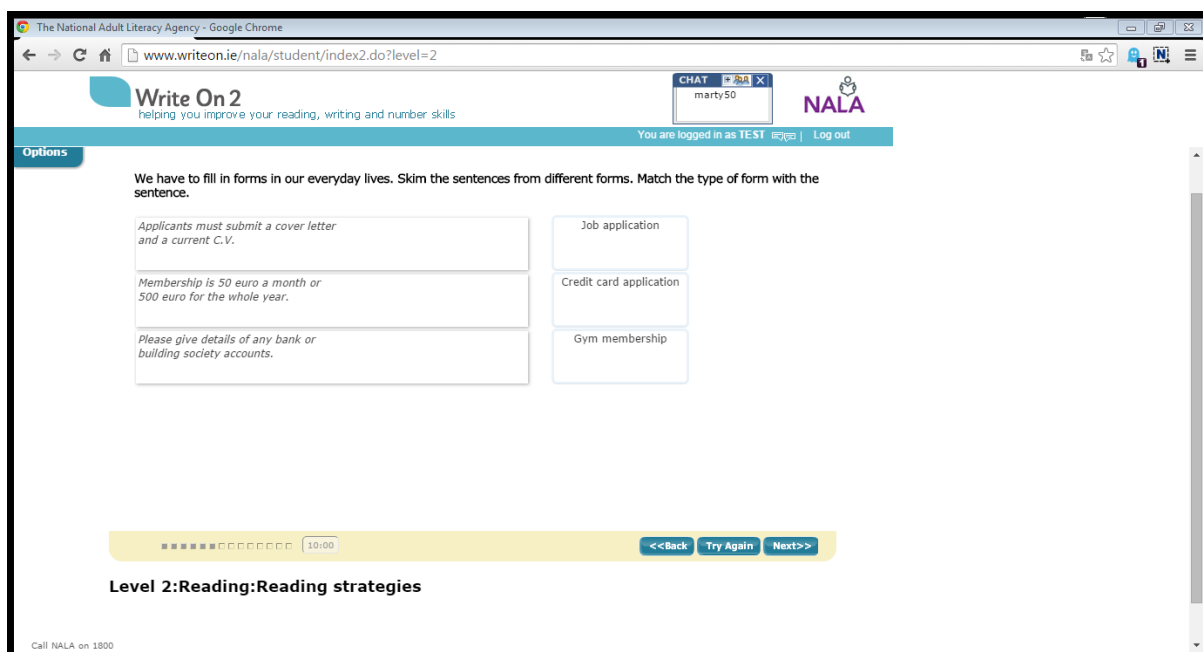 The National Adult Literacy Agency - Google Chrome
www.writeon.ie/nala/student/index2.do?level=2
Write On 2
helping you improve your reading, writing and number skills
CHAT
marty50
NALA
You are logged in as TEST | Log out
Options
We have to fill in forms in our everyday lives. Skim the sentences from different forms. Match the type of form with the
sentence.
Applicants must submit a cover letter
and a current C.V.
Job application
Membership is 50 euro a month or
500 euro for the whole year.
Credit card application
Please give details of any bank or
building society accounts.
Gym membership
10:00
<<Back
Try Again
Next>>
Level 2:Reading:Reading strategies
Call NALA on 1800